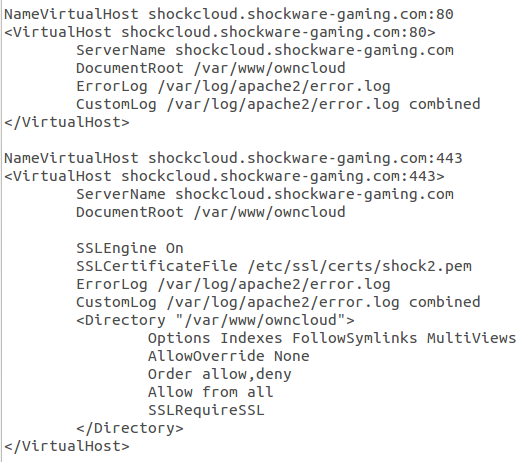 NameVirtualHost shockcloud.shockware-gaming.com:80
<VirtualHost shockcloud.shockware-gaming.com:80>
        ServerName shockcloud.shockware-gaming.com
        DocumentRoot /var/www/owncloud
        ErrorLog /var/log/apache2/error.log
        CustomLog /var/log/apache2/error.log combined
</VirtualHost>

NameVirtualHost shockcloud.shockware-gaming.com:443
<VirtualHost shockcloud.shockware-gaming.com:443>
        ServerName shockcloud.shockware-gaming.com
        DocumentRoot /var/www/owncloud

        SSLEngine On
        SSLCertificateFile /etc/ssl/certs/shock2.pem
        ErrorLog /var/log/apache2/error.log
        CustomLog /var/log/apache2/error.log combined
        <Directory "/var/www/owncloud">
                Options Indexes FollowSymlinks MultiViews
                AllowOverride None
                Order allow,deny
                Allow from all
                SSLRequireSSL
        </Directory>
</VirtualHost>